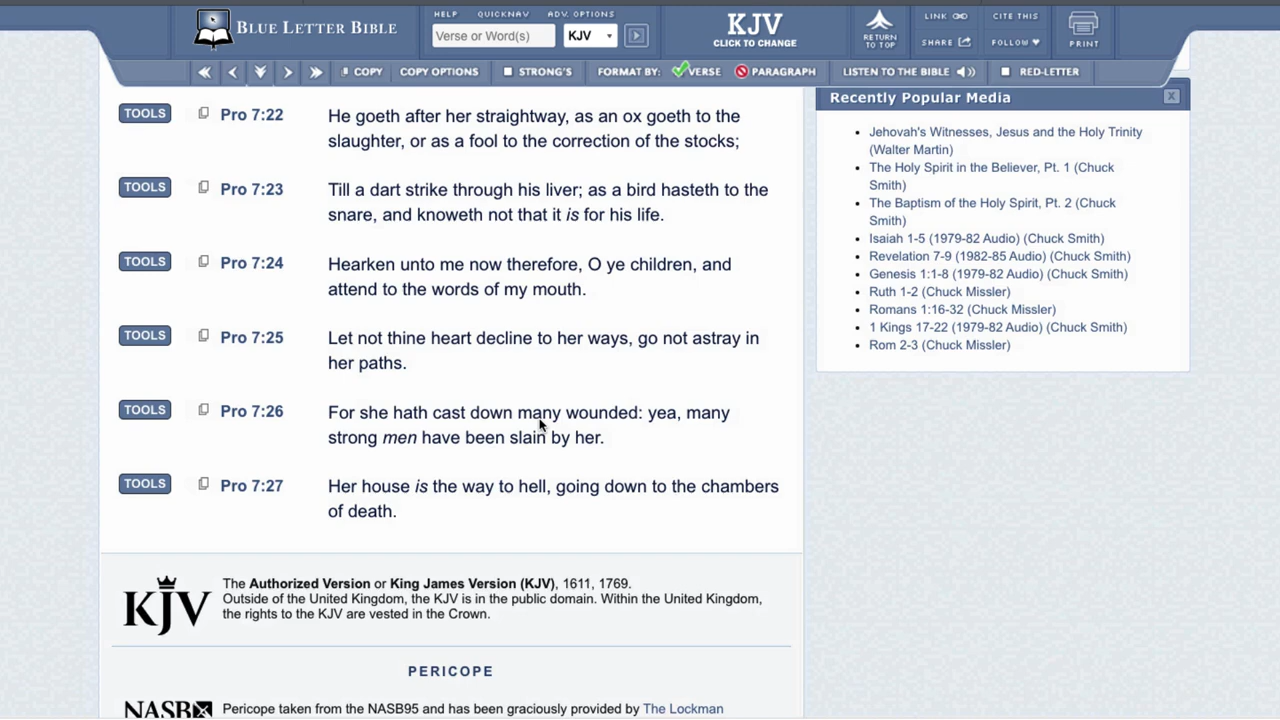 BLUE LETTER BIBLE
HELP QUICKNAV ADV. OPTIONS
Verse or Word(s) KJV
KJV
CLICK TO CHANGE
RETURN
TO TOP
LINK CITE THIS
SHARE FOLLOW
PRINT
COPY COPY OPTIONS STRONG'S FORMAT BY: VERSE PARAGRAPH LISTEN TO THE BIBLE RED-LETTER
TOOLS Pro 7:22 He goeth after her straightway, as an ox goeth to the
slaughter, or as a fool to the correction of the stocks;
TOOLS Pro 7:23 Till a dart strike through his liver; as a bird hasteth to the
snare, and knoweth not that it is for his life.
TOOLS Pro 7:24 Hearken unto me now therefore, O ye children, and
attend to the words of my mouth.
TOOLS Pro 7:25 Let not thine heart decline to her ways, go not astray in
her paths.
TOOLS Pro 7:26 For she hath cast down many wounded: yea, many
strong men have been slain by her.
TOOLS Pro 7:27 Her house is the way to hell, going down to the chambers
of death.
KJV
The Authorized Version or King James Version (KJV), 1611, 1769.
Outside of the United Kingdom, the KJV is in the public domain. Within the United Kingdom,
the rights to the KJV are vested in the Crown.
PERICOPE
NASB
Pericope taken from the NASB95 and has been graciously provided by The Lockman
Recently Popular Media X
Jehovah's Witnesses, Jesus and the Holy Trinity
(Walter Martin)
The Holy Spirit in the Believer, Pt. 1 (Chuck
Smith)
The Baptism of the Holy Spirit, Pt. 2 (Chuck
Smith)
Isaiah 1-5 (1979-82 Audio) (Chuck Smith)
Revelation 7-9 (1982-85 Audio) (Chuck Smith)
Genesis 1:1-8 (1979-82 Audio) (Chuck Smith)
Ruth 1-2 (Chuck Missler)
Romans 1:16-32 (Chuck Missler)
1 Kings 17-22 (1979-82 Audio) (Chuck Smith)
Rom 2-3 (Chuck Missler)